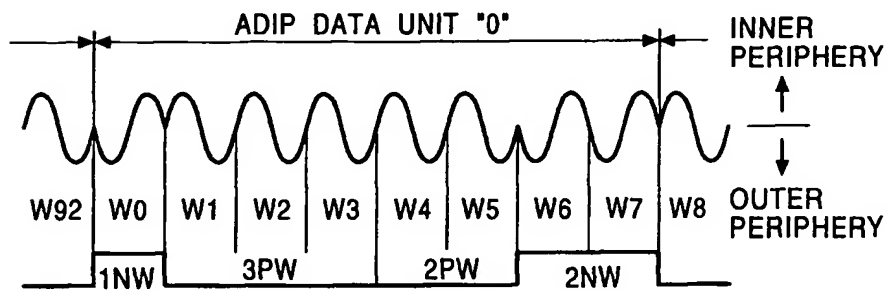 ADIP DATA UNIT "0"
INNER
PERIPHERY
OUTER
PERIPHERY
W92 W0 W1 W2 W3 W4 W5 W6 W7 W8
1NW 3PW 2PW 2NW